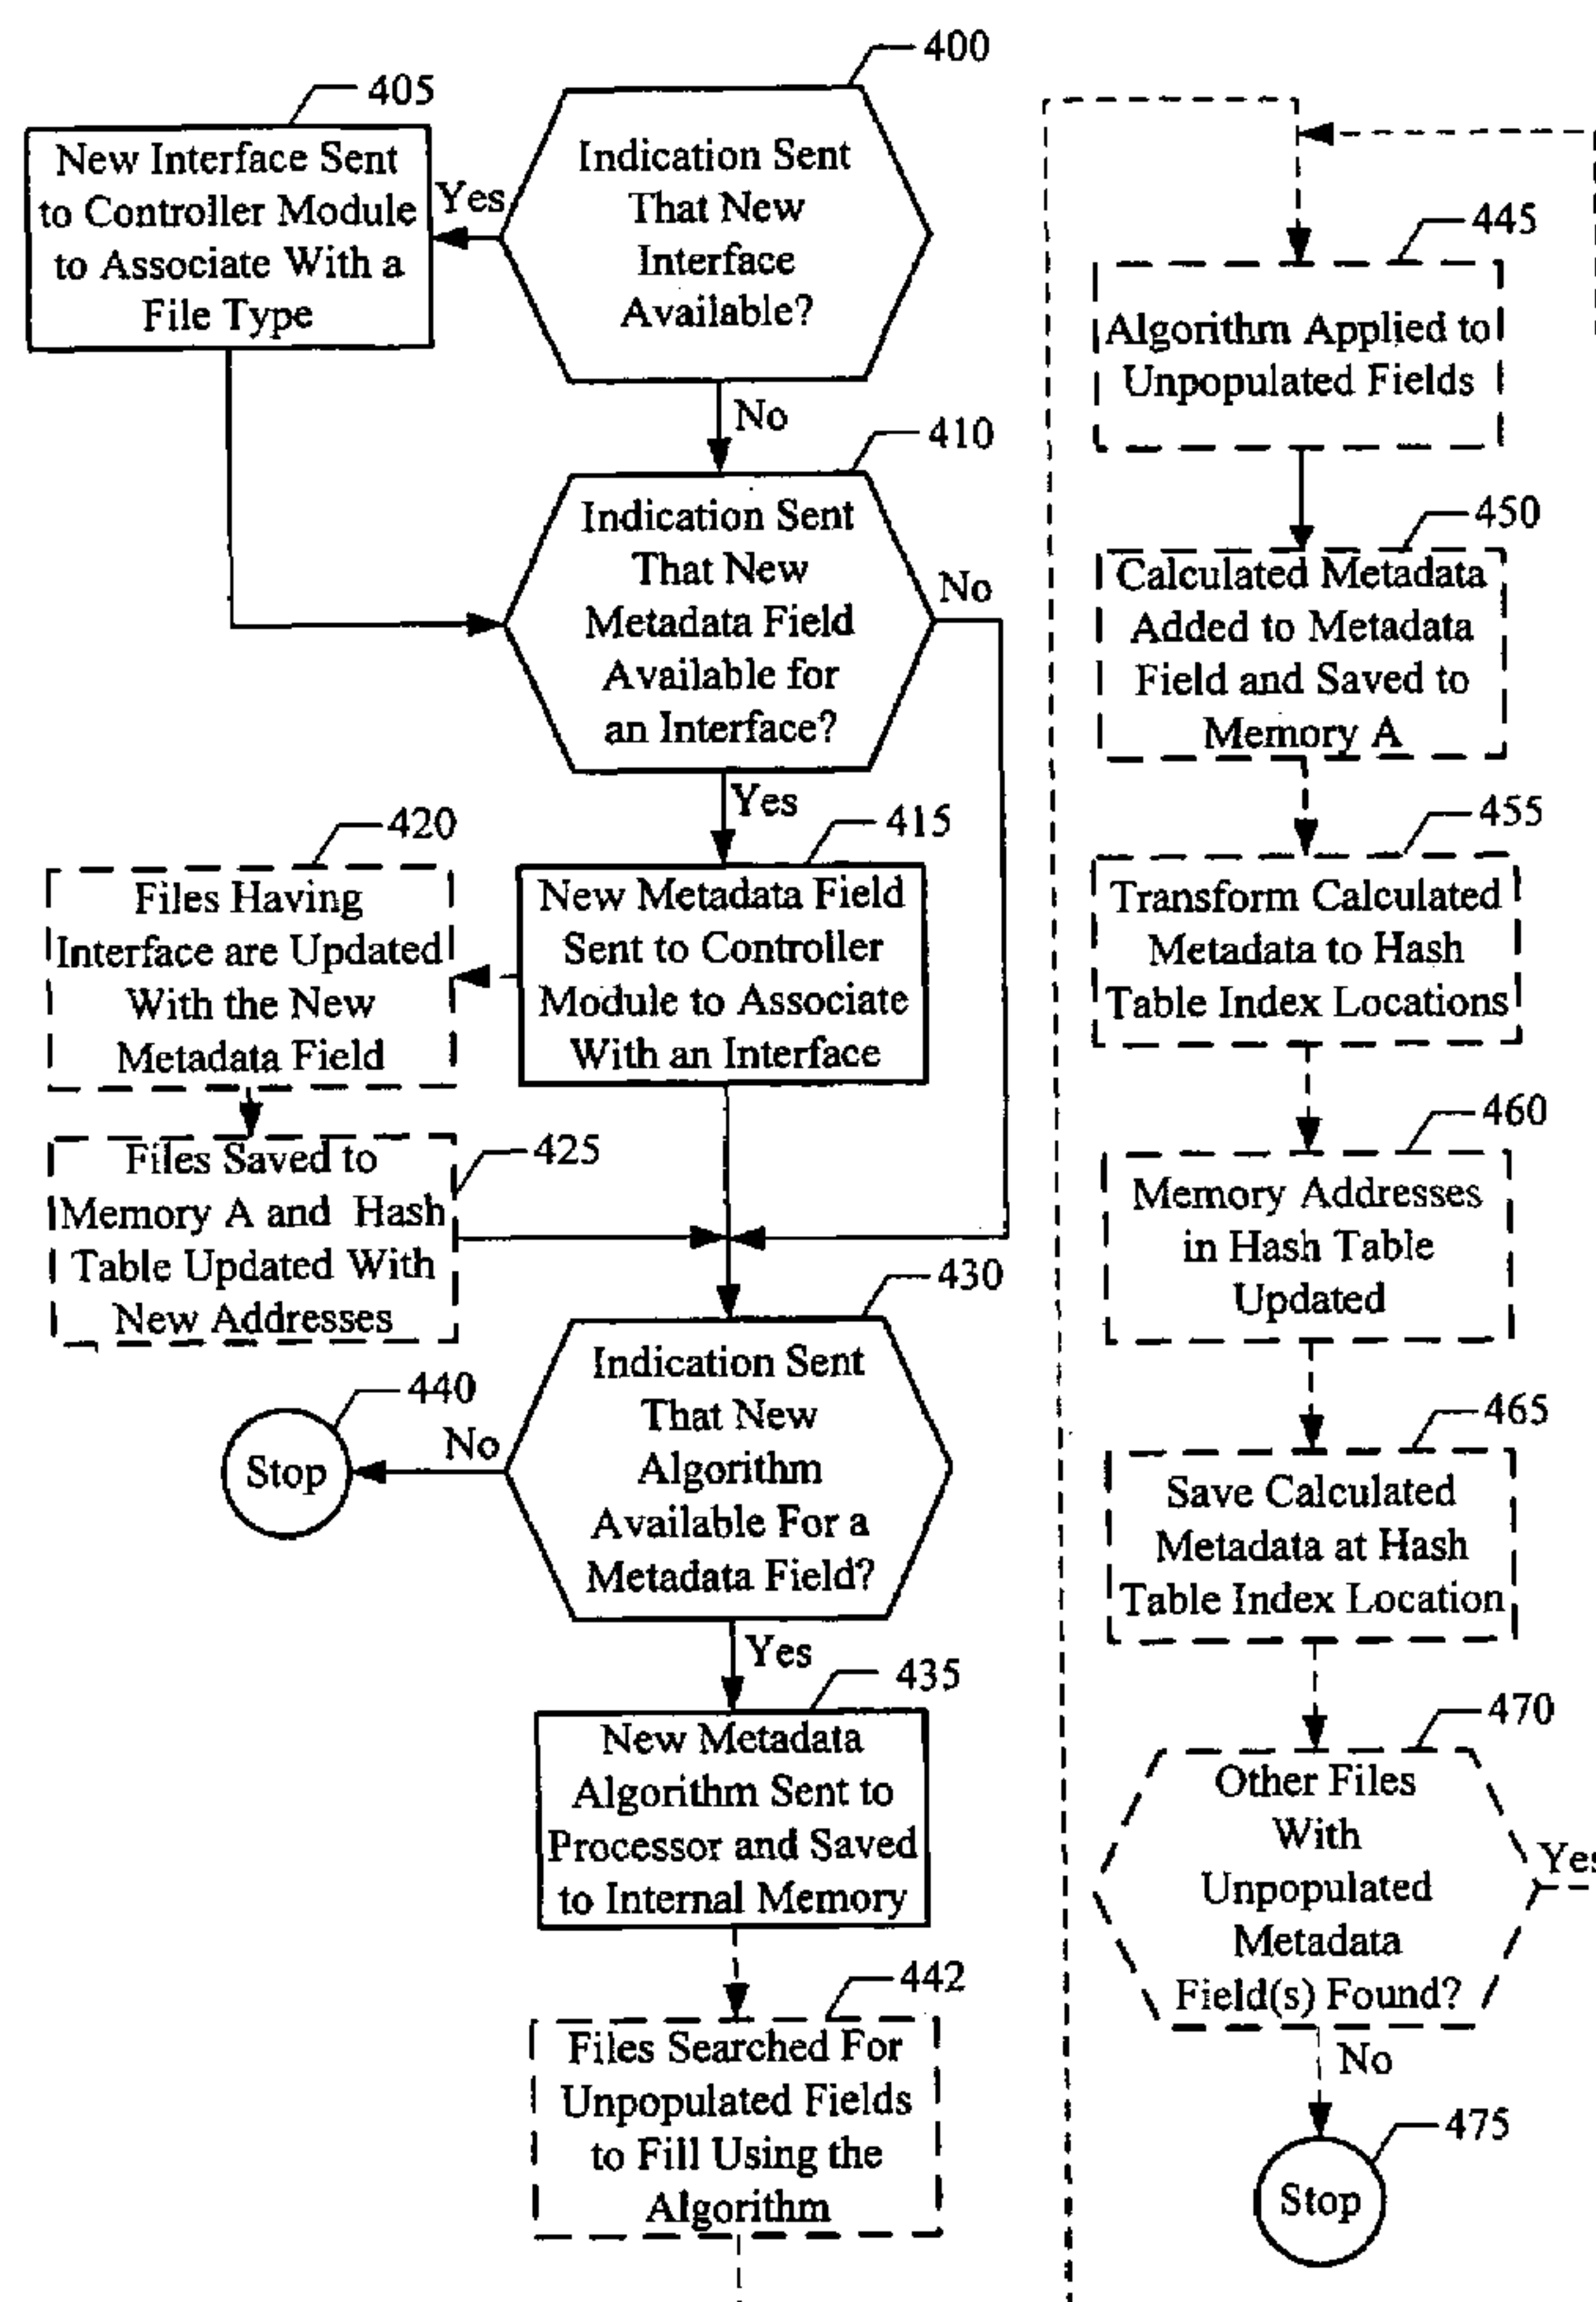 400
Indication Sent
That New
Interface
Available?
Yes
No
405
New Interface Sent
to Controller Module
to Associate With a
File Type
410
Indication Sent
That New
Metadata Field
Available for
an Interface?
No
Yes
415
New Metadata Field
Sent to Controller
Module to Associate
With an Interface
420
Files Having
Interface are Updated
With the New
Metadata Field
425
Files Saved to
Memory A and Hash
Table Updated With
New Addresses
430
Indication Sent
That New
Algorithm
Available For a
Metadata Field?
No
Yes
440
Stop
435
New Metadata
Algorithm Sent to
Processor and Saved
to Internal Memory
442
Files Searched For
Unpopulated Fields
to Fill Using the
Algorithm
445
Algorithm Applied to
Unpopulated Fields
450
Calculated Metadata
Added to Metadata
Field and Saved to
Memory A
455
Transform Calculated
Metadata to Hash
Table Index Locations
460
Memory Addresses
in Hash Table
Updated
465
Save Calculated
Metadata at Hash
Table Index Location
470
Other Files
With
Unpopulated
Metadata
Field(s) Found?
Yes
No
475
Stop